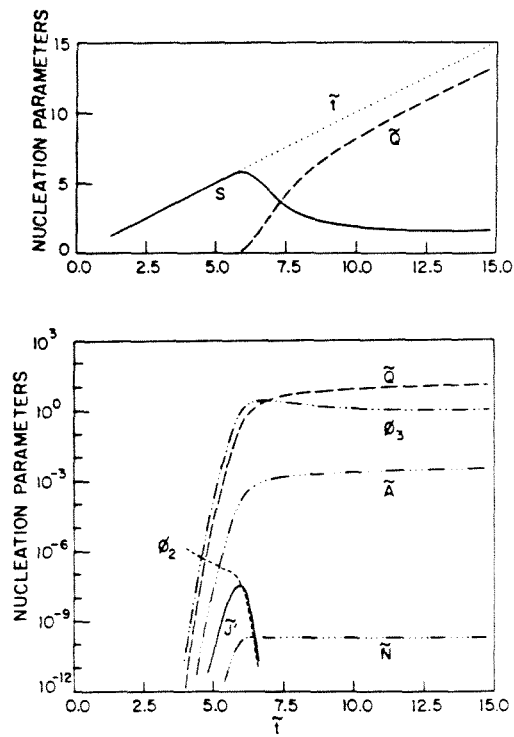 NUCLEATION PARAMETERS
15
10
5
0
t̃
Q̃
S
0.0 2.5 5.0 7.5 10.0 12.5 15.0
NUCLEATION PARAMETERS
10³
10⁰
10⁻³
10⁻⁶
10⁻⁹
10⁻¹²
Q̃
ø₃
Ã
ø₂
J̃'
Ñ
0.0 2.5 5.0 7.5 10.0 12.5 15.0
t̃